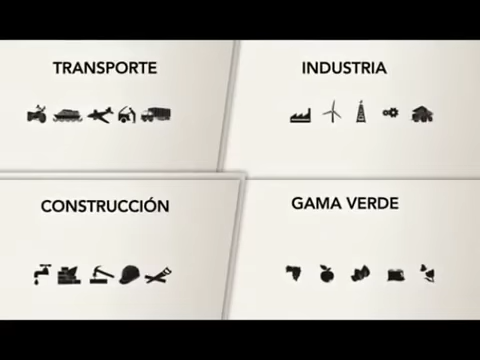 TRANSPORTE
INDUSTRIA
CONSTRUCCIÓN
GAMA VERDE